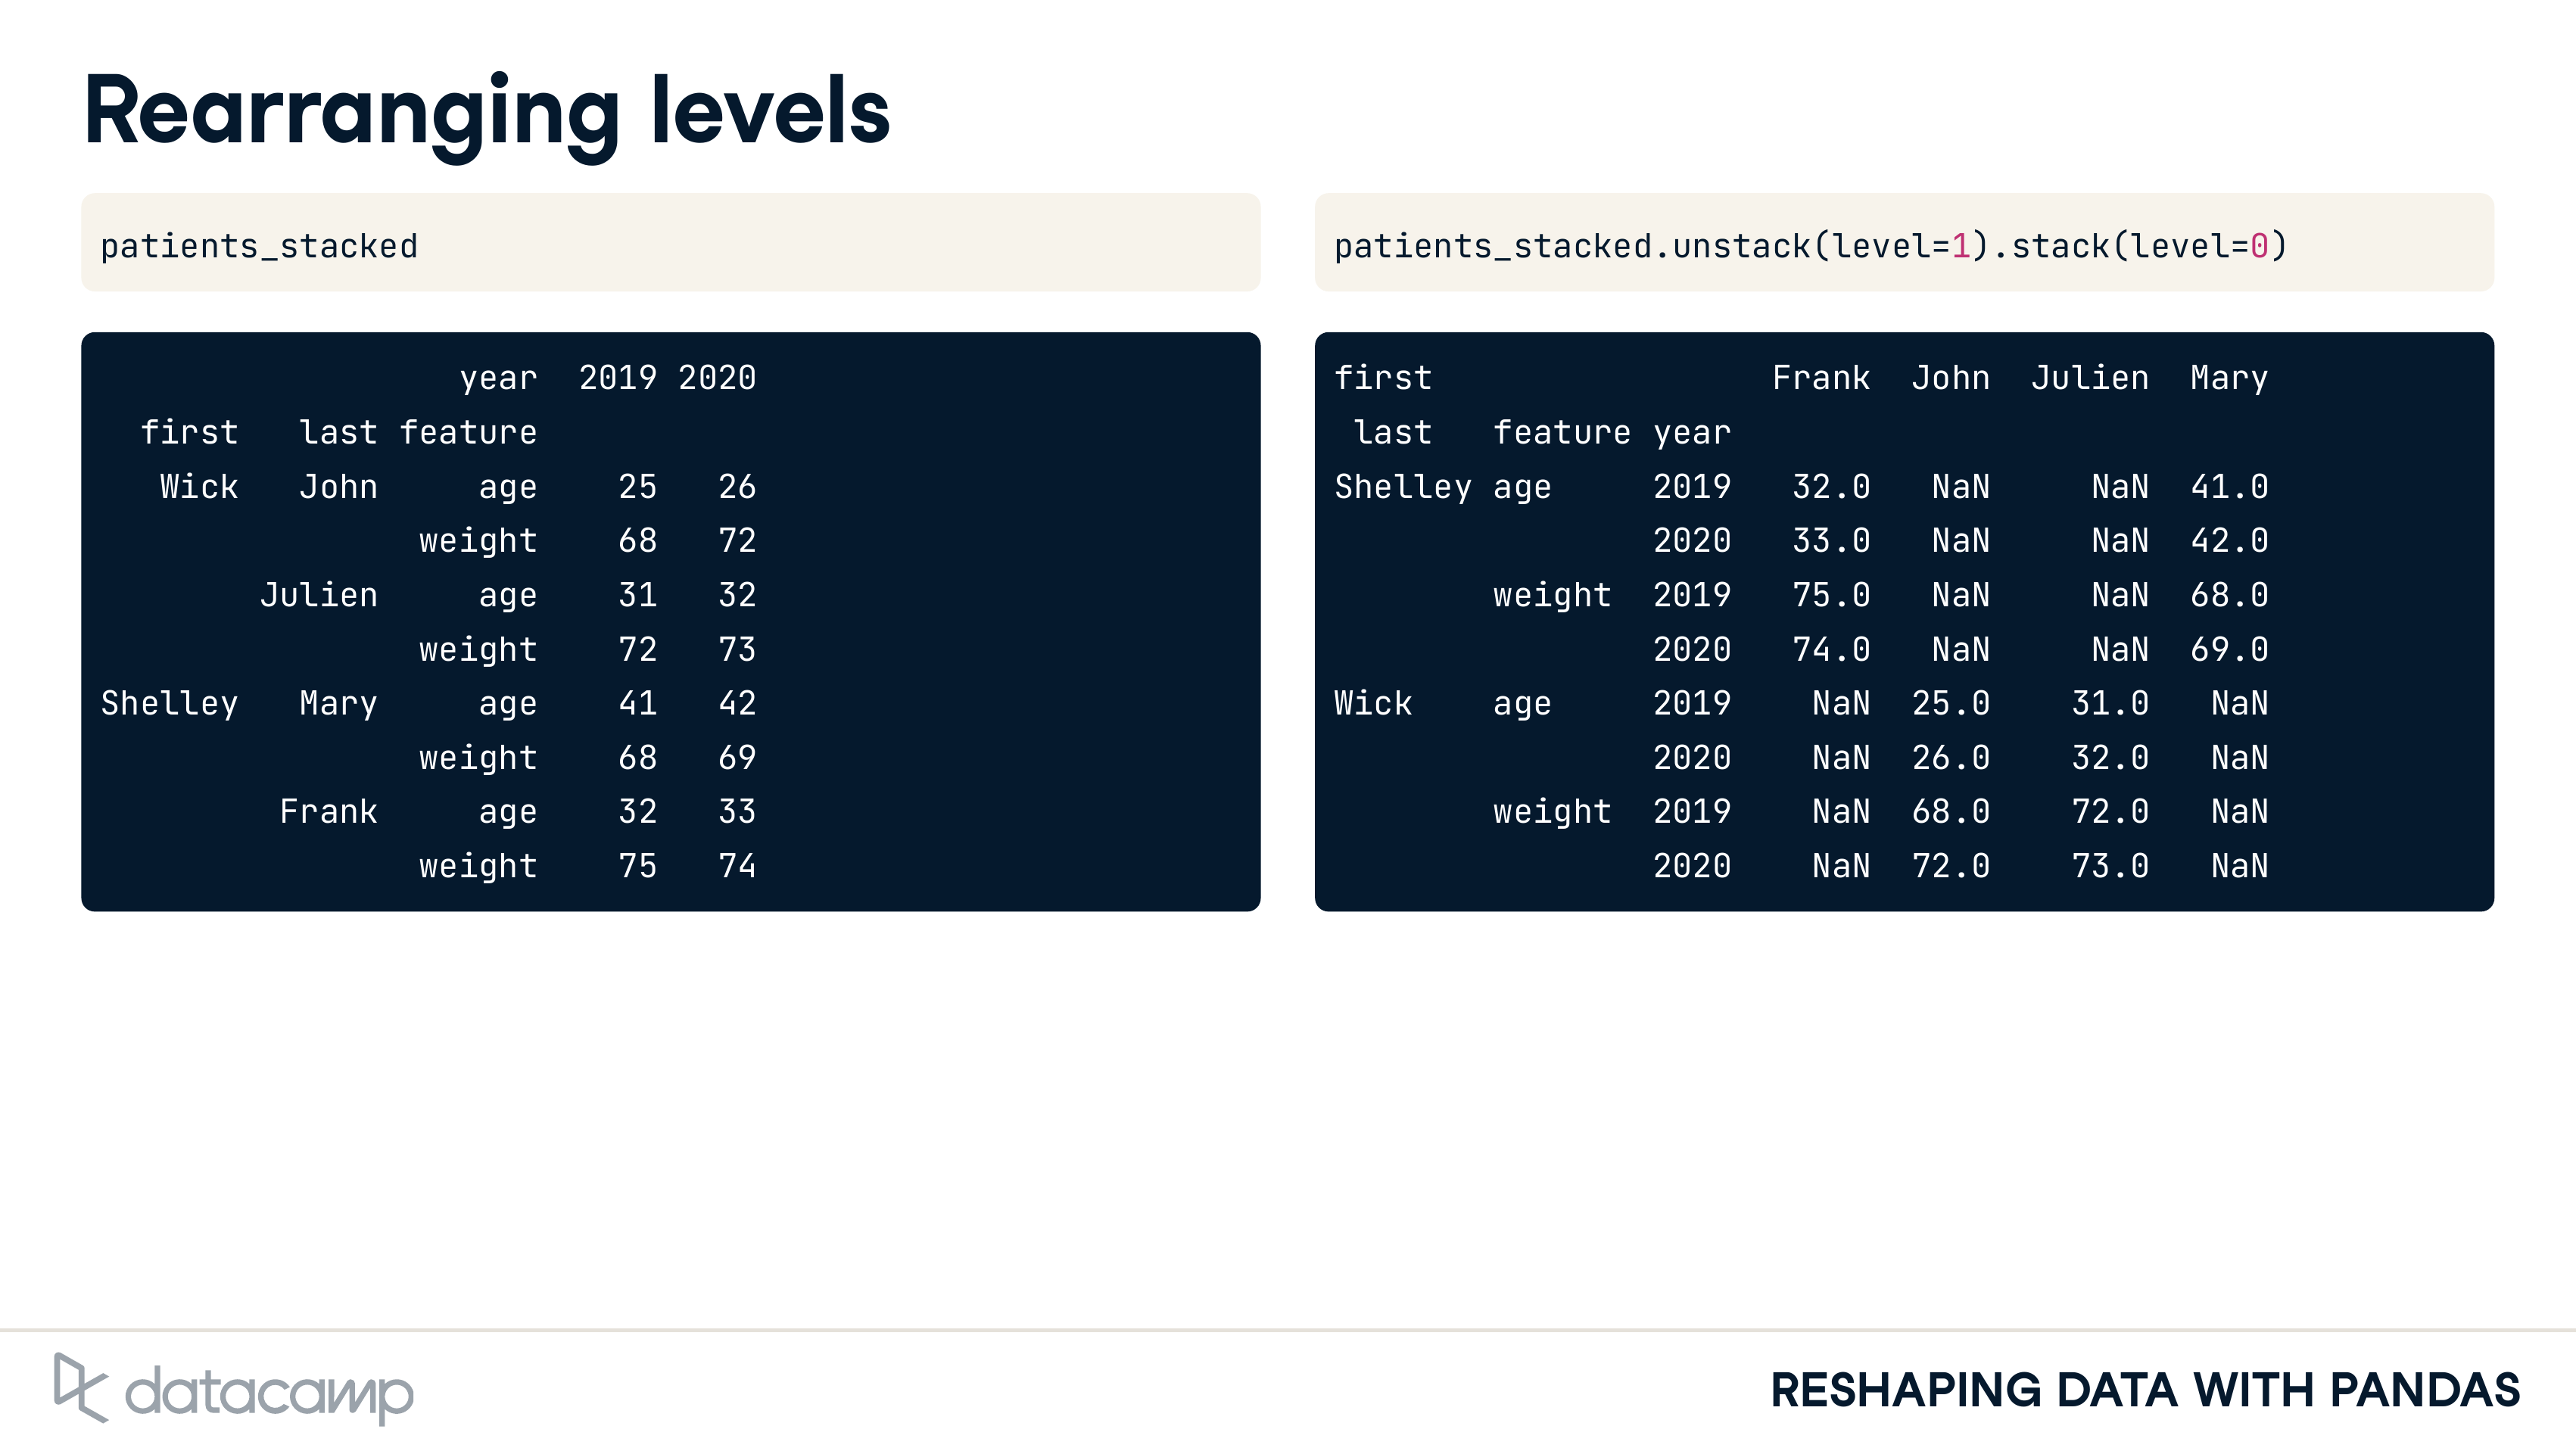 Rearranging levels
patients_stacked
year 2019 2020
first last feature
Wick John age 25 26
weight 68 72
Julien age 31 32
weight 72 73
Shelley Mary age 41 42
weight 68 69
Frank age 32 33
weight 75 74
patients_stacked.unstack(level=1).stack(level=0)
first Frank John Julien Mary
last feature year
Shelley age 2019 32.0 NaN NaN 41.0
2020 33.0 NaN NaN 42.0
weight 2019 75.0 NaN NaN 68.0
2020 74.0 NaN NaN 69.0
Wick age 2019 NaN 25.0 31.0 NaN
2020 NaN 26.0 32.0 NaN
weight 2019 NaN 68.0 72.0 NaN
2020 NaN 72.0 73.0 NaN
datacamp
RESHAPING DATA WITH PANDAS